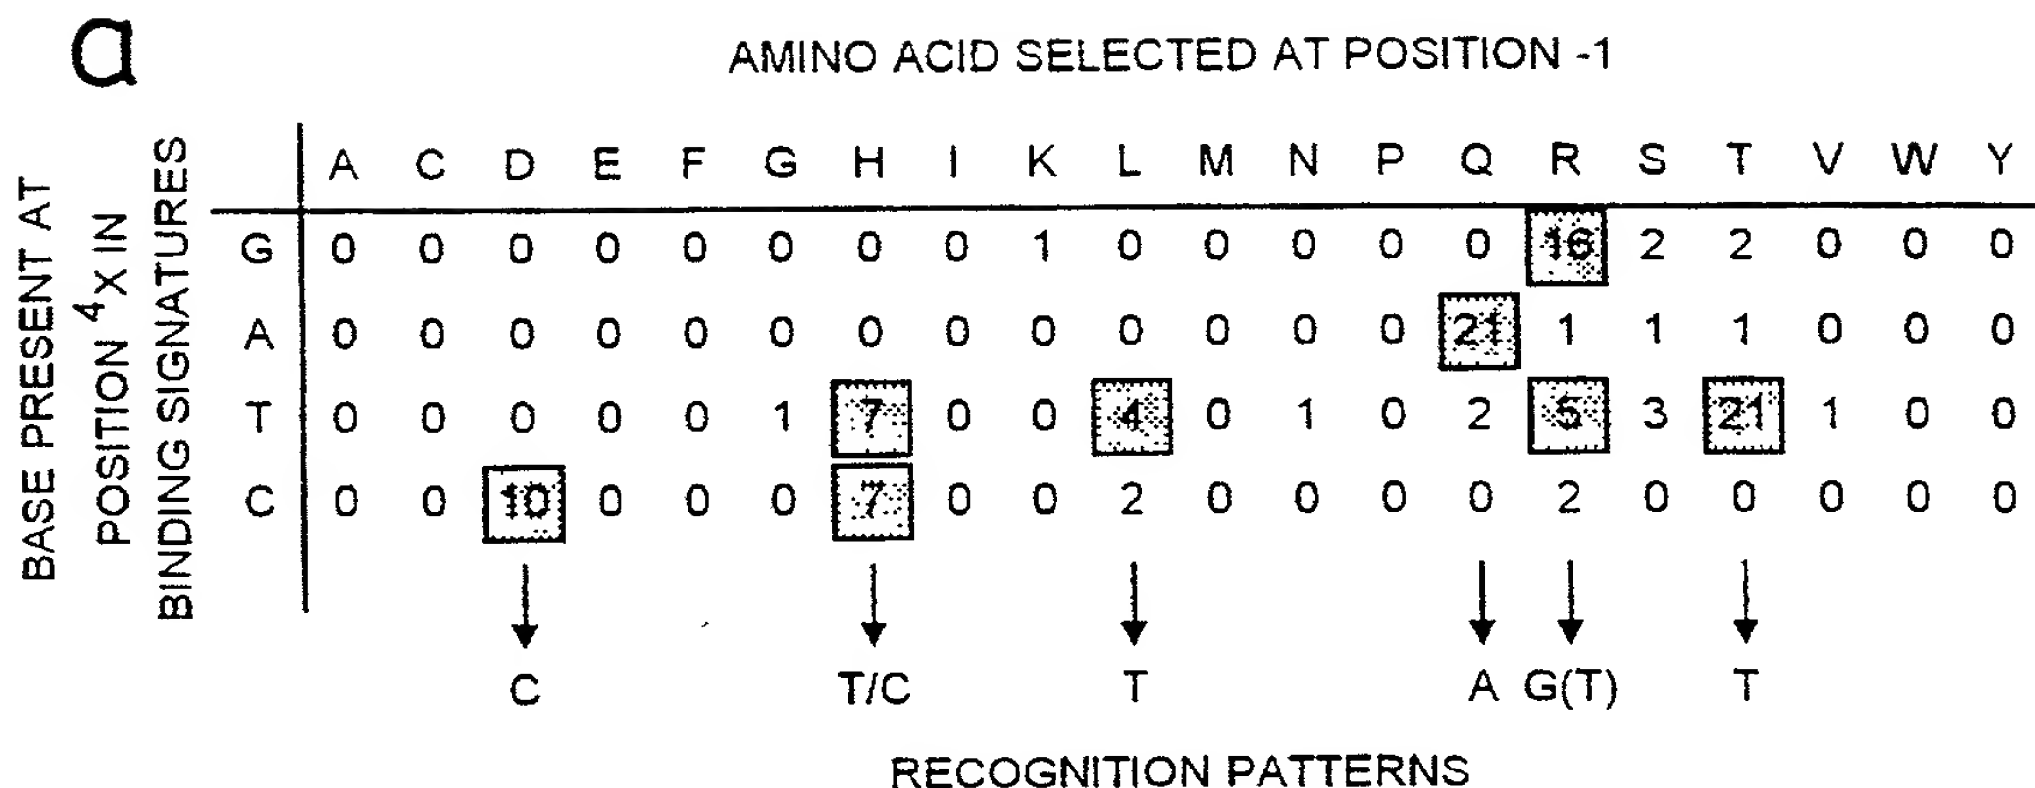 a
AMINO ACID SELECTED AT POSITION -1
BASE PRESENT AT
POSITION ⁴X IN
BINDING SIGNATURES
A C D E F G H I K L M N P Q R S T V W Y
G 0 0 0 0 0 0 0 0 1 0 0 0 0 0 16 2 2 0 0 0
A 0 0 0 0 0 0 0 0 0 0 0 0 0 21 1 1 1 0 0 0
T 0 0 0 0 0 1 7 0 0 4 0 1 0 2 5 3 21 1 0 0
C 0 0 10 0 0 0 7 0 0 2 0 0 0 0 2 0 0 0 0 0
C T/C T A G(T) T
RECOGNITION PATTERNS